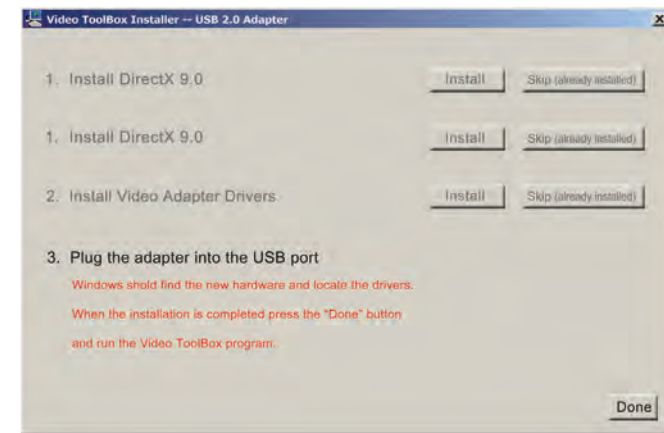 Video ToolBox Installer -- USB 2.0 Adapter
x
1. Install DirectX 9.0 Install Skip (already installed)
1. Install DirectX 9.0 Install Skip (already installed)
2. Install Video Adapter Drivers Install Skip (already installed)
3. Plug the adapter into the USB port
Windows shold find the new hardware and locate the drivers.
When the installation is completed press the "Done" button
and run the Video ToolBox program.
Done